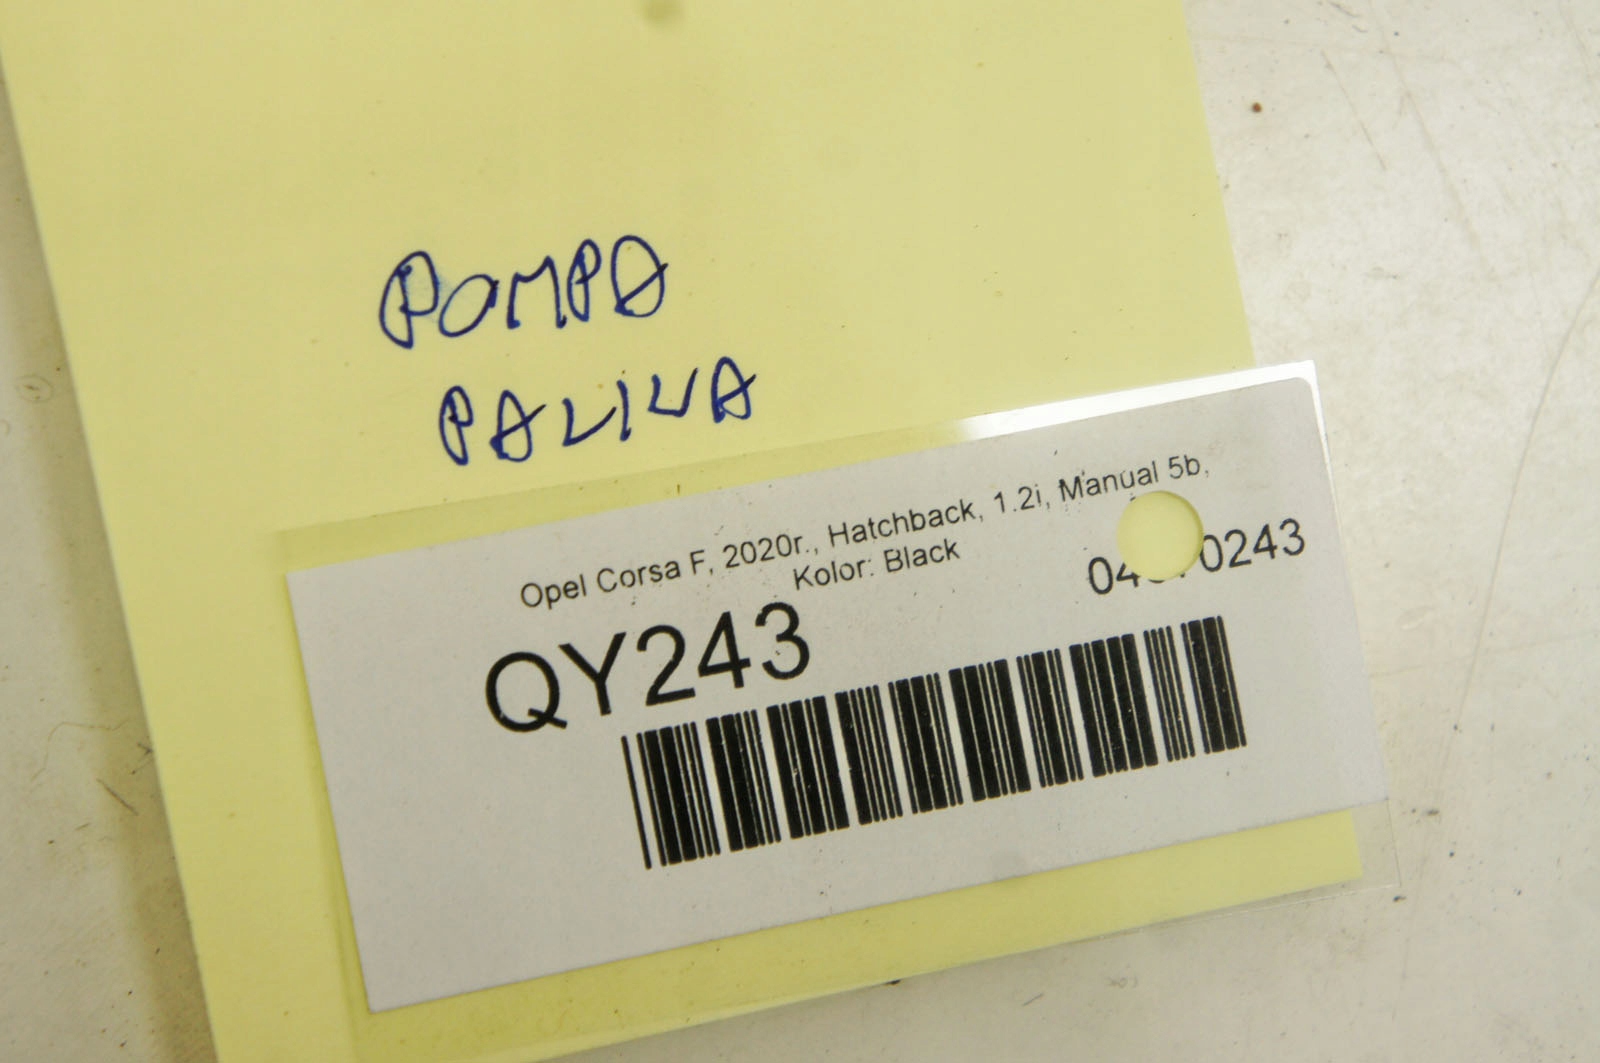 POMPA
PALIWA
Opel Corsa F, 2020r., Hatchback, 1.2i, Manual 5b,
Kolor: Black
QY243